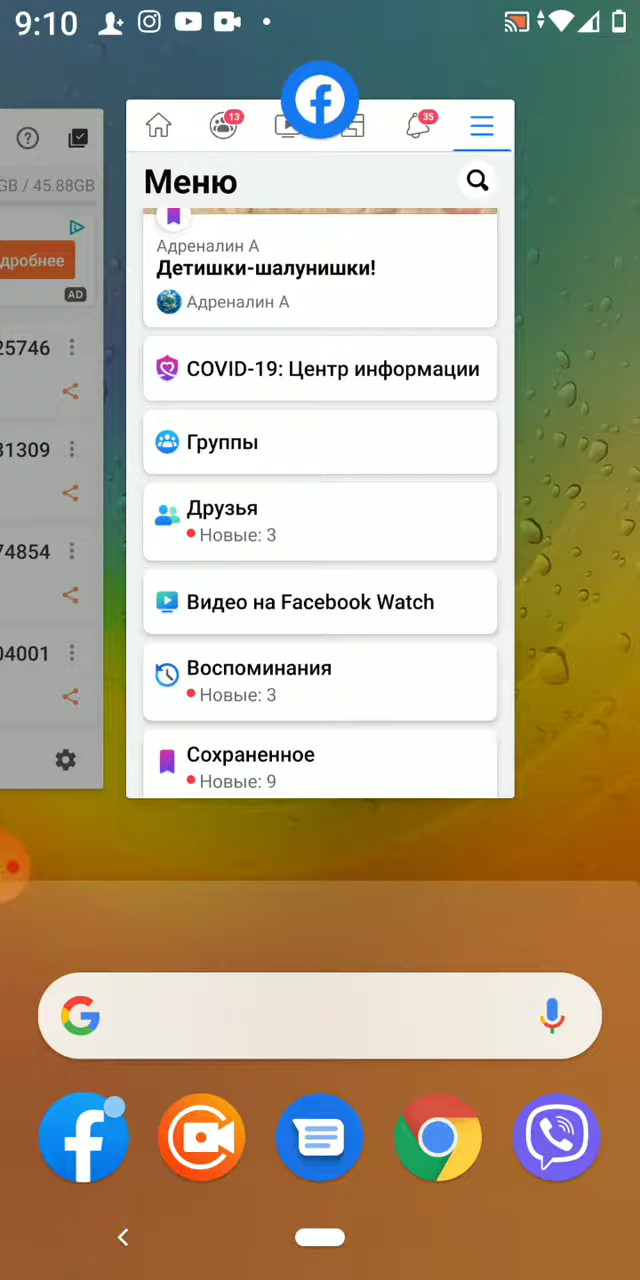 9:10
13
35
Меню
GB / 45.88GB
Адреналин А
Детишки-шалунишки!
дробнее
AD
Адреналин А
25746
COVID-19: Центр информации
31309
Группы
Друзья
Новые: 3
74854
Видео на Facebook Watch
04001
Воспоминания
Новые: 3
Сохраненное
Новые: 9